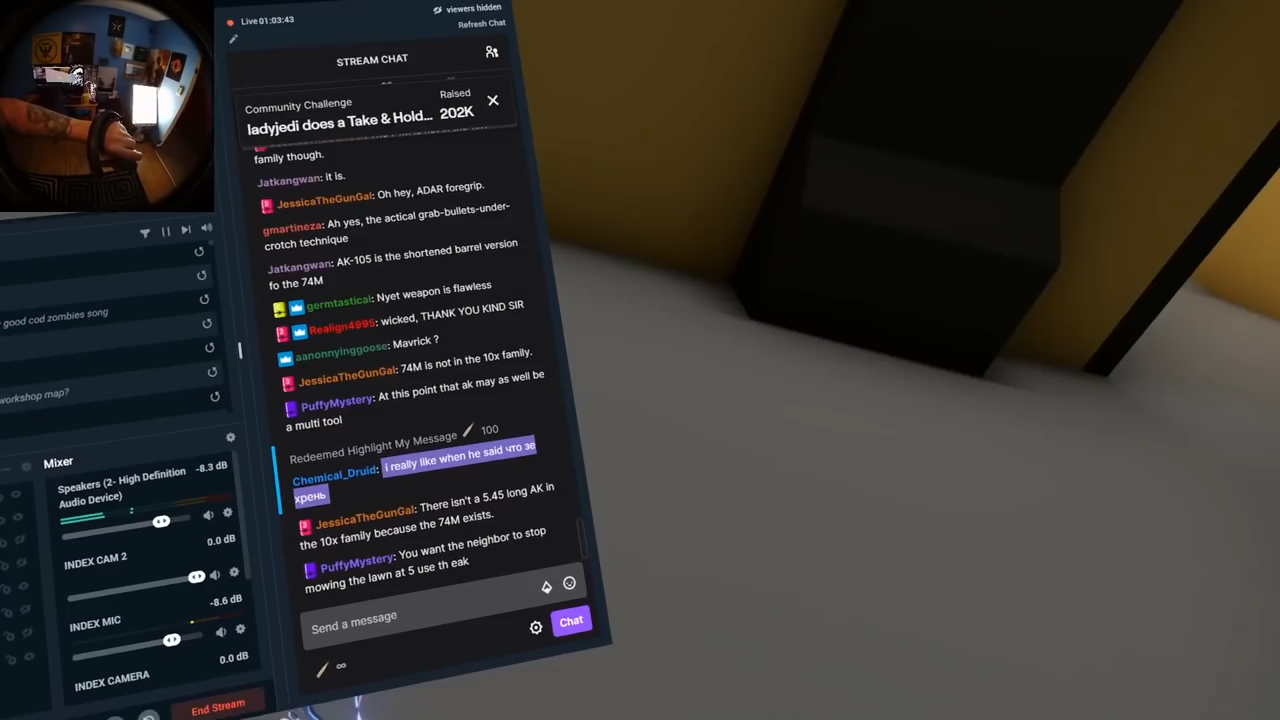 Live 01:03:43
viewers hidden
Refresh Chat
STREAM CHAT
Community Challenge
Raised
ladyjedi does a Take & Hold... 202K
family though.
Jatkangwan: it is.
JessicaTheGunGal: Oh hey, ADAR foregrip.
gmartineza: Ah yes, the actical grab-bullets-under-
crotch technique
Jatkangwan: AK-105 is the shortened barrel version
fo the 74M
germtastical: Nyet weapon is flawless
Realign4995: wicked, THANK YOU KIND SIR
aanonnyinggoose: Mavrick ?
JessicaTheGunGal: 74M is not in the 10x family.
PuffyMystery: At this point that ak may as well be
a multi tool
Redeemed Highlight My Message 100
Chemical_Druid: i really like when he said что зе
хрень
JessicaTheGunGal: There isn't a 5.45 long AK in
the 10x family because the 74M exists.
PuffyMystery: You want the neighbor to stop
mowing the lawn at 5 use th eak
Send a message
Chat
∞
good cod zombies song
workshop map?
Mixer
Speakers (2- High Definition
Audio Device)
-8.3 dB
INDEX CAM 2
0.0 dB
INDEX MIC
-8.6 dB
INDEX CAMERA
0.0 dB
End Stream